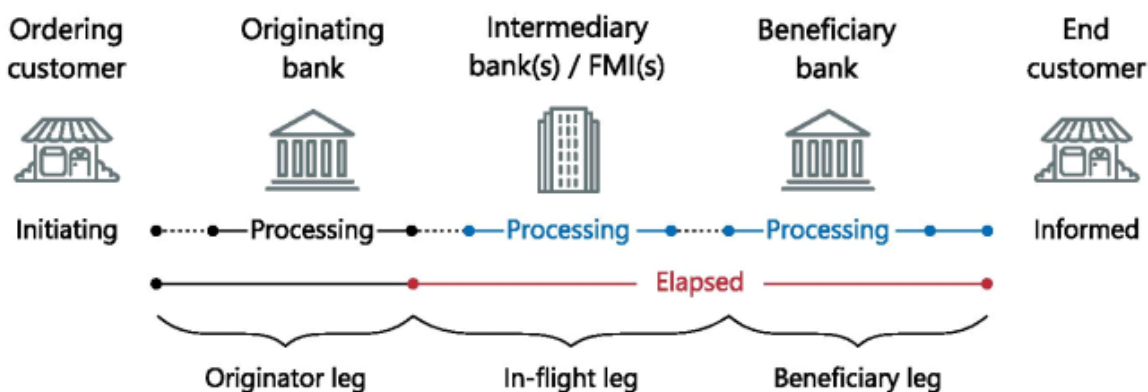 Ordering
customer
Originating
bank
Intermediary
bank(s) / FMI(s)
Beneficiary
bank
End
customer
Initiating
Processing
Processing
Processing
Informed
Elapsed
Originator leg
In-flight leg
Beneficiary leg